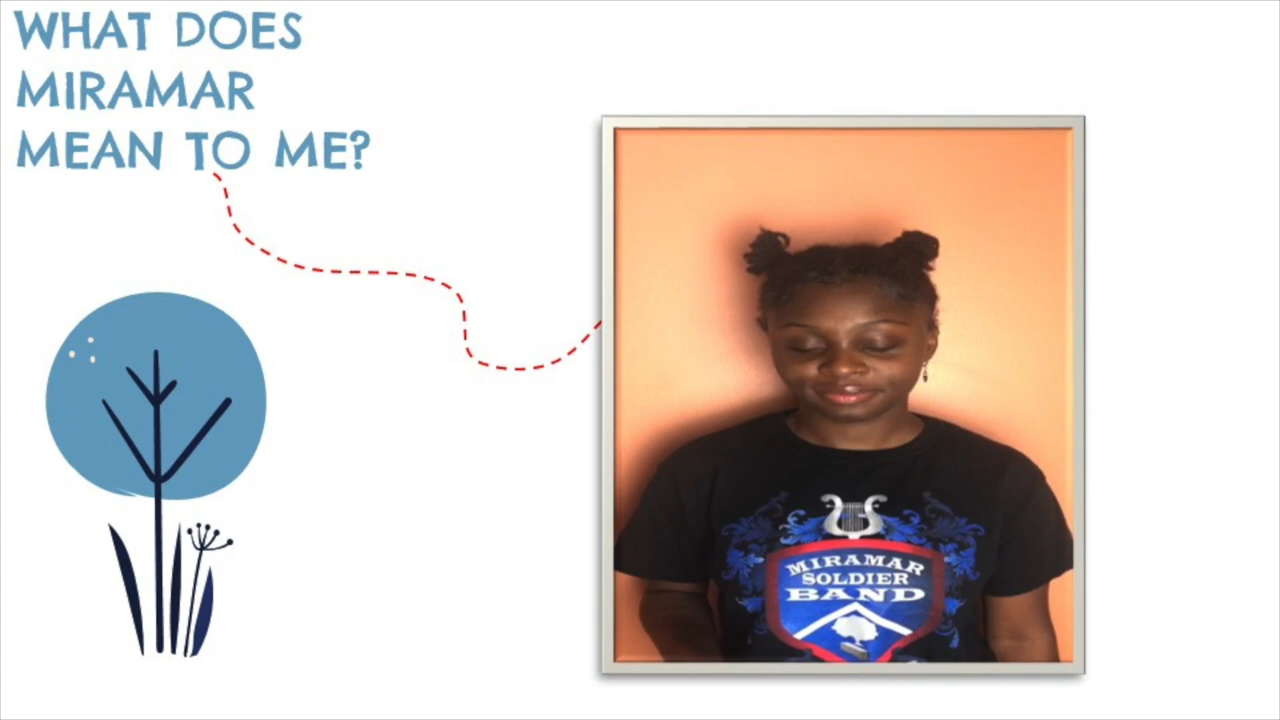 WHAT DOES
MIRAMAR
MEAN TO ME?
MIRAMAR
SOLDIER
BAND